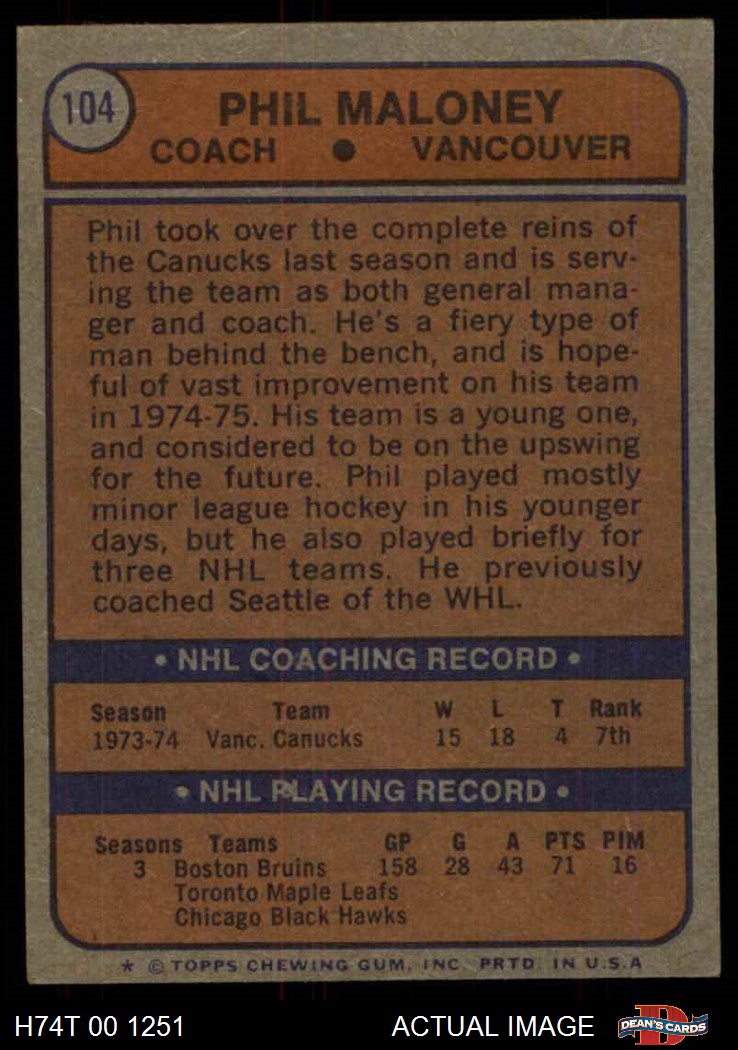 104
PHIL MALONEY
COACH ● VANCOUVER
Phil took over the complete reins of
the Canucks last season and is serv-
ing the team as both general mana-
ger and coach. He's a fiery type of
man behind the bench, and is hope-
ful of vast improvement on his team
in 1974-75. His team is a young one,
and considered to be on the upswing
for the future. Phil played mostly
minor league hockey in his younger
days, but he also played briefly for
three NHL teams. He previously
coached Seattle of the WHL.
• NHL COACHING RECORD •
Season Team W L T Rank
1973-74 Vanc. Canucks 15 18 4 7th
• NHL PLAYING RECORD •
Seasons Teams GP G A PTS PIM
3 Boston Bruins 158 28 43 71 16
Toronto Maple Leafs
Chicago Black Hawks
* © TOPPS CHEWING GUM, INC. PRTD. IN U.S.A
H74T 00 1251 ACTUAL IMAGE D DEAN'S CARDS